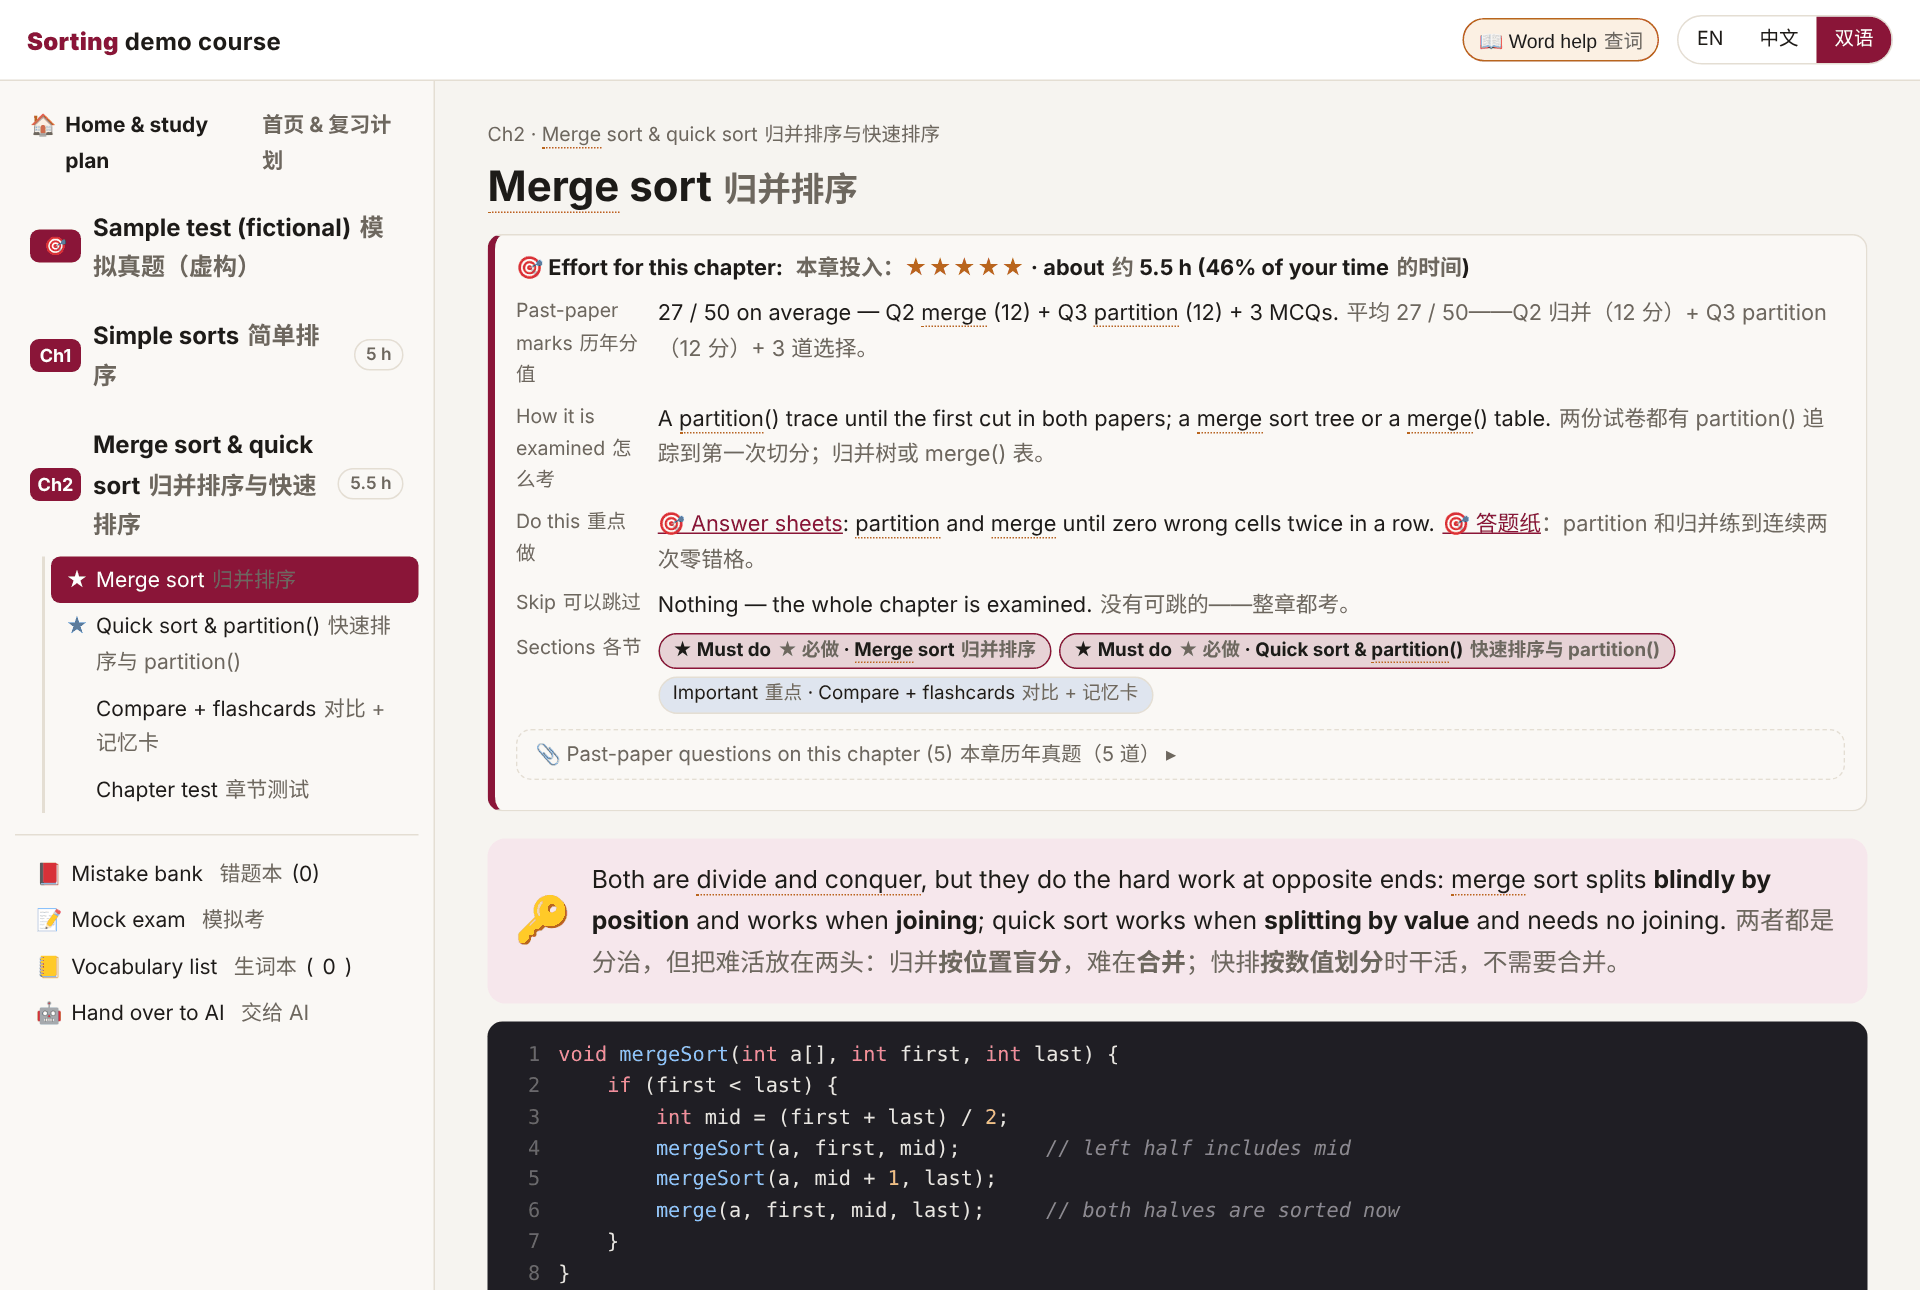 Sorting demo course
📖 Word help 查词
EN 中文 双语
🏠 Home & study plan 首页 & 复习计划
🎯 Sample test (fictional) 模拟真题（虚构）
Ch1 Simple sorts 简单排序 5 h
Ch2 Merge sort & quick sort 归并排序与快速排序 5.5 h
★ Merge sort 归并排序
★ Quick sort & partition() 快速排序与 partition()
Compare + flashcards 对比 + 记忆卡
Chapter test 章节测试
📕 Mistake bank 错题本 (0)
📝 Mock exam 模拟考
📒 Vocabulary list 生词本 ( 0 )
🤖 Hand over to AI 交给 AI
Ch2 · Merge sort & quick sort 归并排序与快速排序
Merge sort 归并排序
🎯 Effort for this chapter: 本章投入： ★★★★★ · about 约 5.5 h (46% of your time 的时间)
Past-paper marks 历年分值
27 / 50 on average — Q2 merge (12) + Q3 partition (12) + 3 MCQs. 平均 27 / 50——Q2 归并（12 分）+ Q3 partition
（12 分）+ 3 道选择。
How it is examined 怎么考
A partition() trace until the first cut in both papers; a merge sort tree or a merge() table. 两份试卷都有 partition() 追
踪到第一次切分；归并树或 merge() 表。
Do this 重点做
🎯 Answer sheets: partition and merge until zero wrong cells twice in a row. 🎯 答题纸：partition 和归并练到连续两
次零错格。
Skip 可以跳过
Nothing — the whole chapter is examined. 没有可跳的——整章都考。
Sections 各节
★ Must do ★ 必做 · Merge sort 归并排序
★ Must do ★ 必做 · Quick sort & partition() 快速排序与 partition()
Important 重点 · Compare + flashcards 对比 + 记忆卡
📎 Past-paper questions on this chapter (5) 本章历年真题（5 道） ▸
🔑
Both are divide and conquer, but they do the hard work at opposite ends: merge sort splits blindly by
position and works when joining; quick sort works when splitting by value and needs no joining. 两者都是
分治，但把难活放在两头：归并按位置盲分，难在合并；快排按数值划分时干活，不需要合并。
1 void mergeSort(int a[], int first, int last) {
2     if (first < last) {
3         int mid = (first + last) / 2;
4         mergeSort(a, first, mid);       // left half includes mid
5         mergeSort(a, mid + 1, last);
6         merge(a, first, mid, last);     // both halves are sorted now
7     }
8 }